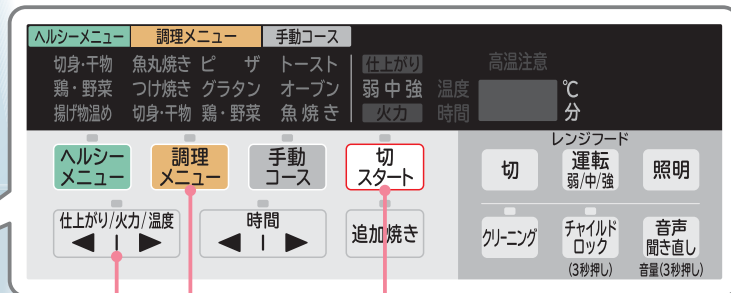 ヘルシーメニュー 調理メニュー 手動コース
切身・干物 魚丸焼き ピザ トースト 仕上がり 高温注意
鶏・野菜 つけ焼き グラタン オーブン 弱 中 強 温度 ℃
揚げ物温め 切身・干物 鶏・野菜 魚焼き 火力 時間 分
レンジフード
ヘルシーメニュー 調理メニュー 手動コース 切スタート 切 運転 弱/中/強 照明
仕上がり/火力/温度 時間 追加焼き クリーニング チャイルドロック 音声聞き直し
(3秒押し) 音量(3秒押し)